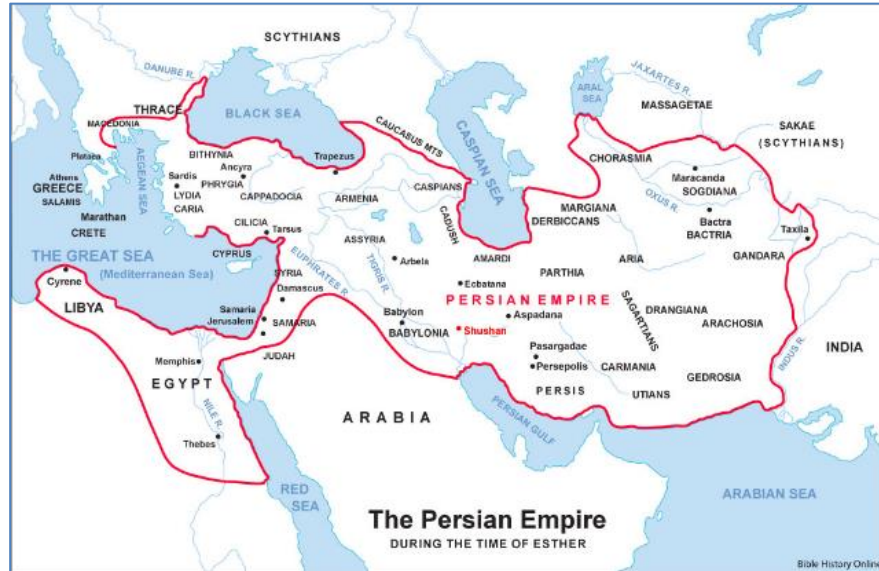 SCYTHIANS
DANUBE R.
THRACE
MACEDONIA
BLACK SEA
CAUCASUS MTS
CASPIAN SEA
ARAL
SEA
JAXARTES R.
MASSAGETAE
SAKAE
(SCYTHIANS)
CHORASMIA
Maracanda
SOGDIANA
OXUS R.
Bactra
BACTRIA
Taxila
GANDARA
MARGIANA
DERBICCANS
ARIA
PARTHIA
SAGARTIANS
DRANGIANA
ARACHOSIA
INDIA
INDUS R.
GEDROSIA
CARMANIA
UTIANS
Plataea
Athens
GREECE
SALAMIS
Marathan
CRETE
AEGEAN SEA
BITHYNIA
Ancyra
Sardis
PHRYGIA
LYDIA
CARIA
CAPPADOCIA
Trapezus
ARMENIA
CASPIANS
CADUSH
AMARDI
CILICIA
Tarsus
ASSYRIA
Arbela
TIGRIS R.
EUPHRATES R.
Ecbatana
PERSIAN EMPIRE
Aspadana
Shushan
Babylon
BABYLONIA
Pasargadae
Persepolis
PERSIS
PERSIAN GULF
THE GREAT SEA
(Mediterranean Sea)
CYPRUS
SYRIA
Damascus
Samaria
Jerusalem
SAMARIA
JUDAH
Cyrene
LIBYA
Memphis
EGYPT
NILE R.
Thebes
ARABIA
RED
SEA
ARABIAN SEA
The Persian Empire
DURING THE TIME OF ESTHER
Bible History Online